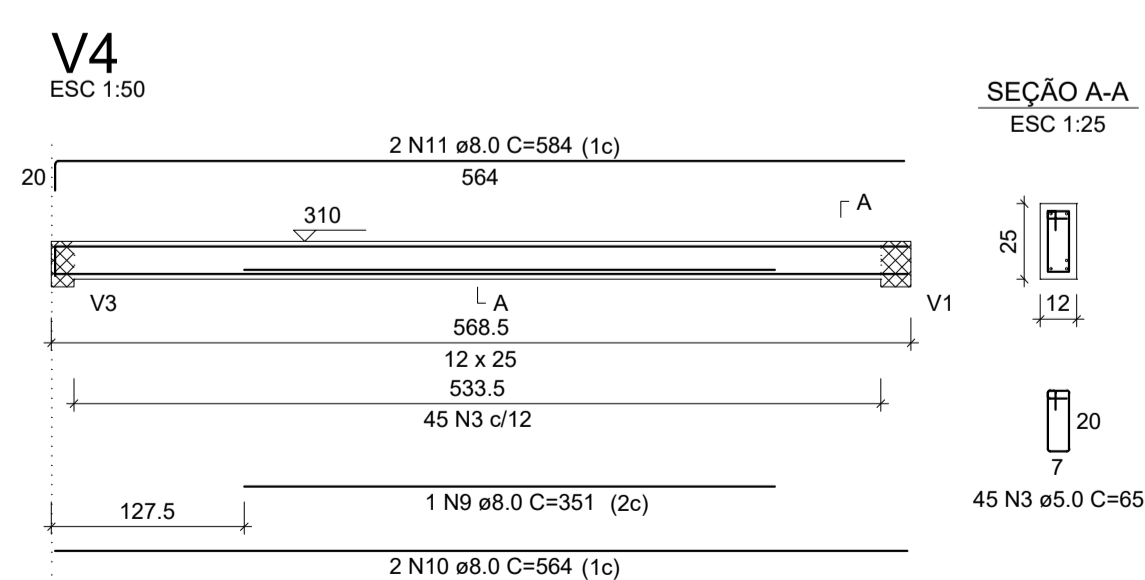 V4
ESC 1:50
SEÇÃO A-A
ESC 1:25
2 N11 ø8.0 C=584 (1c)
20
564
A
310
25
A
V3
V1
12
568.5
12 x 25
533.5
45 N3 c/12
20
7
1 N9 ø8.0 C=351 (2c)
45 N3 ø5.0 C=65
127.5
2 N10 ø8.0 C=564 (1c)